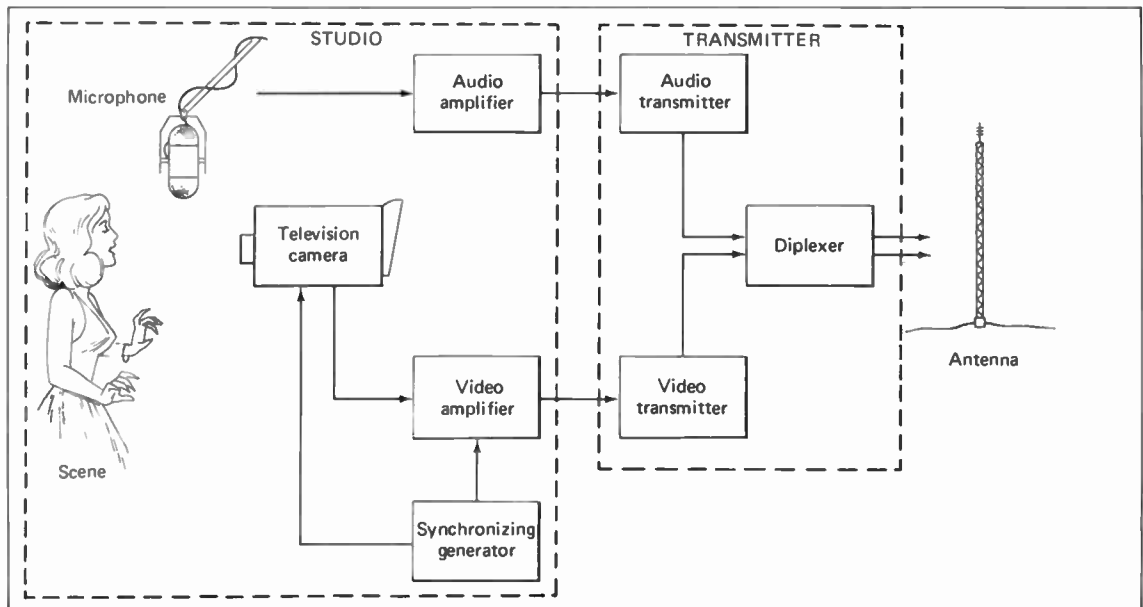 STUDIO
TRANSMITTER
Microphone
Audio
amplifier
Audio
transmitter
Television
camera
Diplexer
Video
amplifier
Video
transmitter
Antenna
Scene
Synchronizing
generator